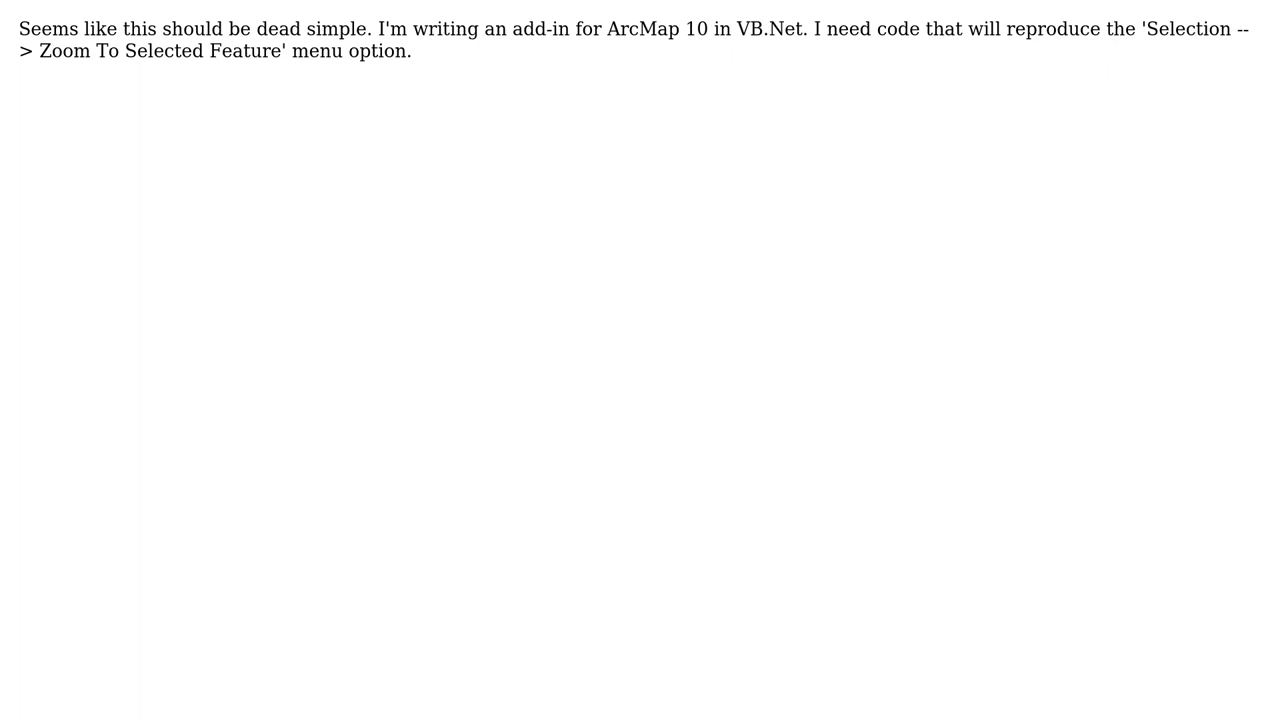 Seems like this should be dead simple. I'm writing an add-in for ArcMap 10 in VB.Net. I need code that will reproduce the 'Selection --
> Zoom To Selected Feature' menu option.